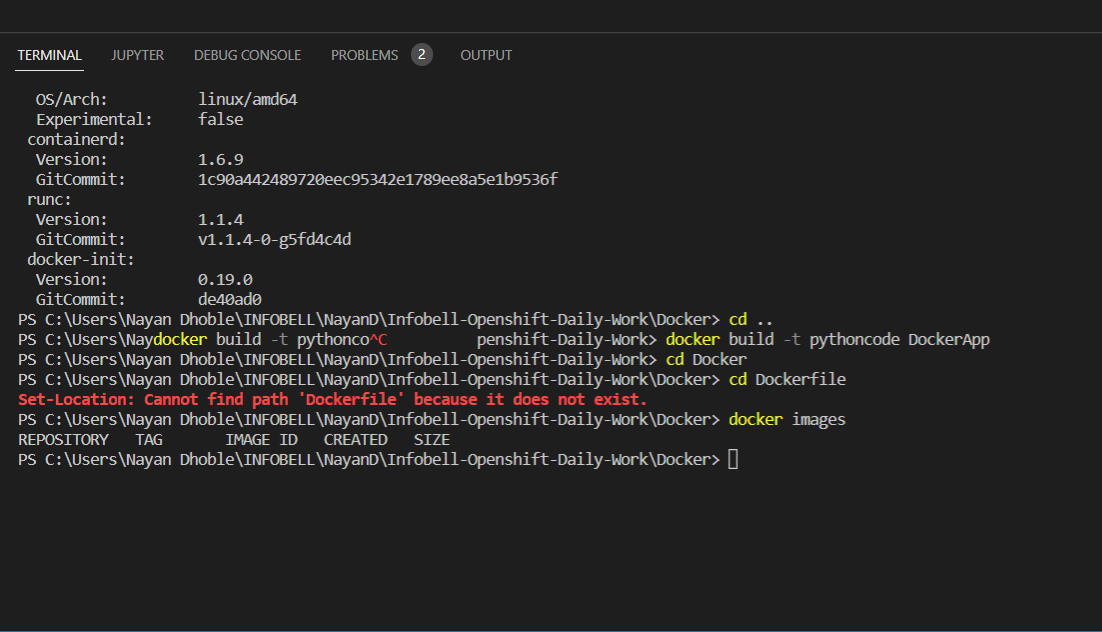 TERMINAL JUPYTER DEBUG CONSOLE PROBLEMS 2 OUTPUT
OS/Arch: linux/amd64
Experimental: false
containerd:
Version: 1.6.9
GitCommit: 1c90a442489720eec95342e1789ee8a5e1b9536f
runc:
Version: 1.1.4
GitCommit: v1.1.4-0-g5fd4c4d
docker-init:
Version: 0.19.0
GitCommit: de40ad0
PS C:\Users\Nayan Dhoble\INFOBELL\NayanD\Infobell-Openshift-Daily-Work\Docker> cd ..
PS C:\Users\Naydocker build -t pythonco^C penshift-Daily-Work> docker build -t pythoncode DockerApp
PS C:\Users\Nayan Dhoble\INFOBELL\NayanD\Infobell-Openshift-Daily-Work> cd Docker
PS C:\Users\Nayan Dhoble\INFOBELL\NayanD\Infobell-Openshift-Daily-Work\Docker> cd Dockerfile
Set-Location: Cannot find path 'Dockerfile' because it does not exist.
PS C:\Users\Nayan Dhoble\INFOBELL\NayanD\Infobell-Openshift-Daily-Work\Docker> docker images
REPOSITORY TAG IMAGE ID CREATED SIZE
PS C:\Users\Nayan Dhoble\INFOBELL\NayanD\Infobell-Openshift-Daily-Work\Docker>